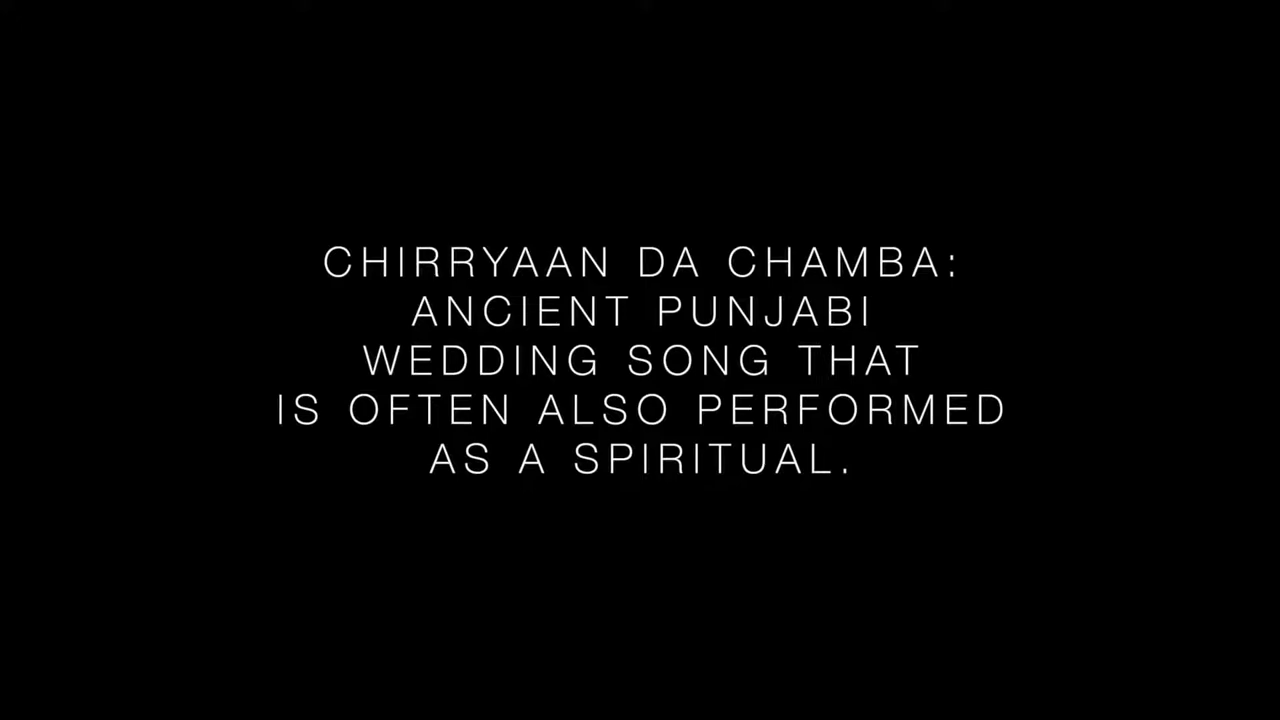 CHIRRYAAN DA CHAMBA:
ANCIENT PUNJABI
WEDDING SONG THAT
IS OFTEN ALSO PERFORMED
AS A SPIRITUAL.